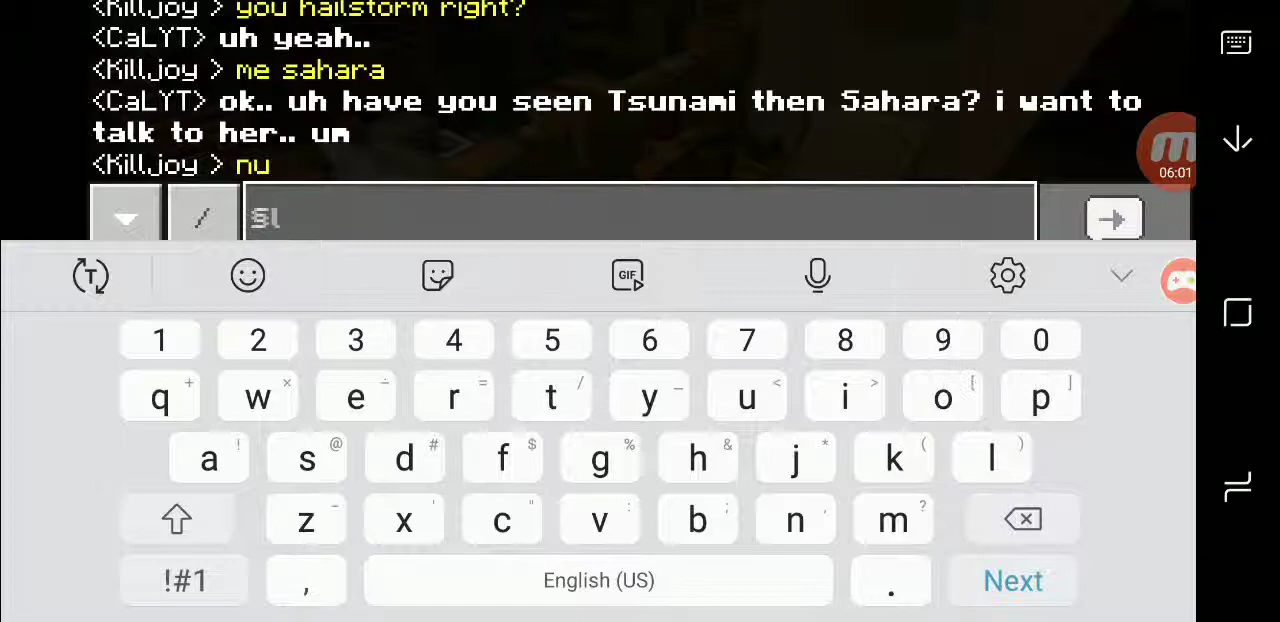 <Killjoy > you hailstorm right?
<CaLYT> uh yeah..
<Killjoy > me sahara
<CaLYT> ok.. uh have you seen Tsunami then Sahara? i want to
talk to her.. um
<Killjoy > nu
06:01
/ §l
T GIF
1 2 3 4 5 6 7 8 9 0
q + w × e ÷ r = t / y _ u < i > o [ p ]
a ! s @ d # f $ g % h & j * k ( l )
z - x ' c " v : b ; n , m ?
!#1 , English (US) . Next